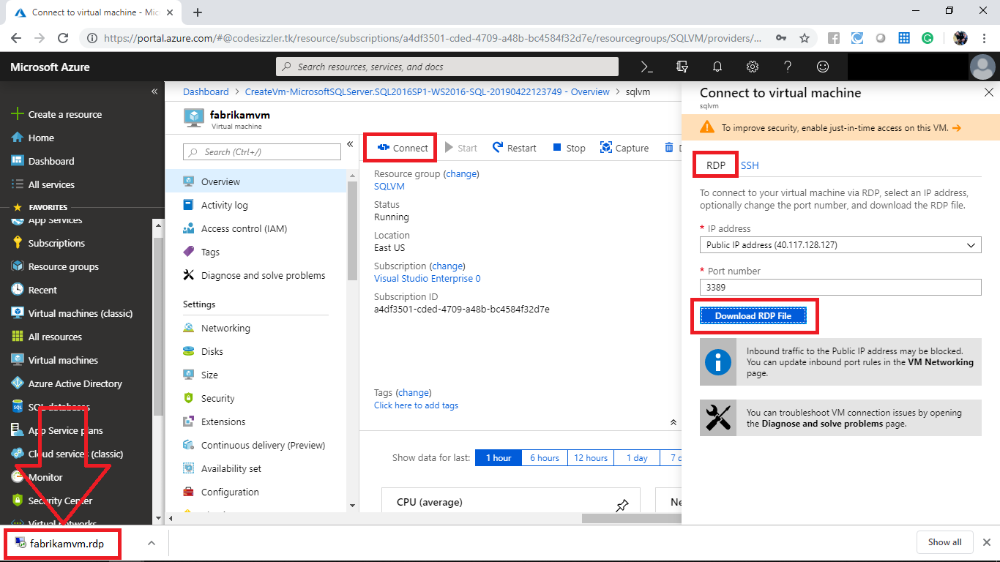 Connect to virtual machine - Mic
https://portal.azure.com/#@codesizzler.tk/resource/subscriptions/a4df3501-cded-4709-a48b-bc4584f32d7e/resourcegroups/SQLVM/providers/...
Microsoft Azure
Search resources, services, and docs
«
Create a resource
Home
Dashboard
All services
FAVORITES
App Services
Subscriptions
Resource groups
Recent
Virtual machines (classic)
All resources
Virtual machines
Azure Active Directory
SQL databases
App Service plans
Cloud services (classic)
Monitor
Security Center
Virtual networks
Dashboard > CreateVm-MicrosoftSQLServer.SQL2016SP1-WS2016-SQL-20190422123749 - Overview > sqlvm
fabrikamvm
Virtual machine
Search (Ctrl+/)
«
Overview
Activity log
Access control (IAM)
Tags
Diagnose and solve problems
Settings
Networking
Disks
Size
Security
Extensions
Continuous delivery (Preview)
Availability set
Configuration
Connect Start Restart Stop Capture D
Resource group (change)
SQLVM
Status
Running
Location
East US
Subscription (change)
Visual Studio Enterprise 0
Subscription ID
a4df3501-cded-4709-a48b-bc4584f32d7e
Tags (change)
Click here to add tags
Show data for last: 1 hour 6 hours 12 hours 1 day 7 d
CPU (average)
Ne
Connect to virtual machine
sqlvm
To improve security, enable just-in-time access on this VM. →
RDP SSH
To connect to your virtual machine via RDP, select an IP address,
optionally change the port number, and download the RDP file.
* IP address
Public IP address (40.117.128.127)
* Port number
3389
Download RDP File
Inbound traffic to the Public IP address may be blocked.
You can update inbound port rules in the VM Networking
page.
You can troubleshoot VM connection issues by opening
the Diagnose and solve problems page.
fabrikamvm.rdp
Show all